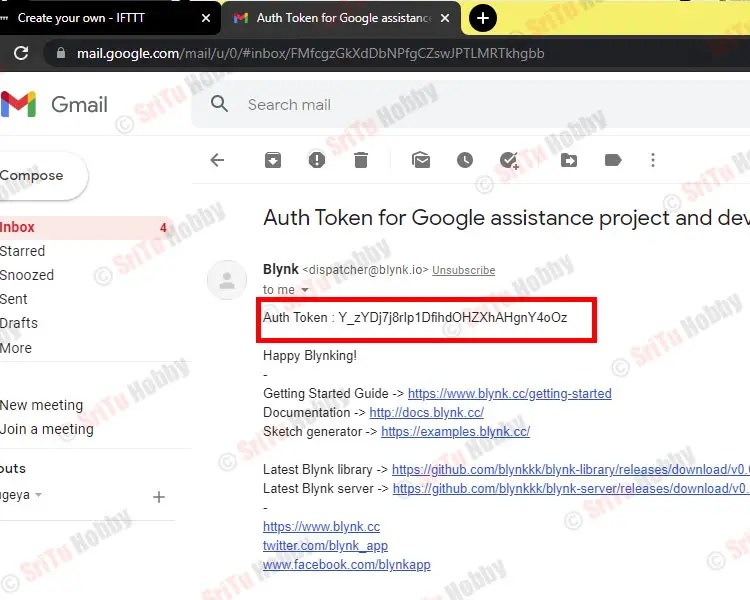 Create your own - IFTTT
Auth Token for Google assistanc
mail.google.com/mail/u/0/#inbox/FMfcgzGkXdDbNPfgCZswJPTLMRTkhgbb
Gmail
Search mail
Compose
Auth Token for Google assistance project and dev
Inbox 4
Starred
Snoozed
Sent
Drafts
More
New meeting
Join a meeting
outs
ugeya
Blynk <dispatcher@blynk.io> Unsubscribe
to me
Auth Token : Y_zYDj7j8rIp1DfihdOHZXhAHgnY4oOz
Happy Blynking!
-
Getting Started Guide -> https://www.blynk.cc/getting-started
Documentation -> http://docs.blynk.cc/
Sketch generator -> https://examples.blynk.cc/
Latest Blynk library -> https://github.com/blynkkk/blynk-library/releases/download/v0.
Latest Blynk server -> https://github.com/blynkkk/blynk-server/releases/download/v0.
-
https://www.blynk.cc
twitter.com/blynk_app
www.facebook.com/blynkapp
© SriTu Hobby